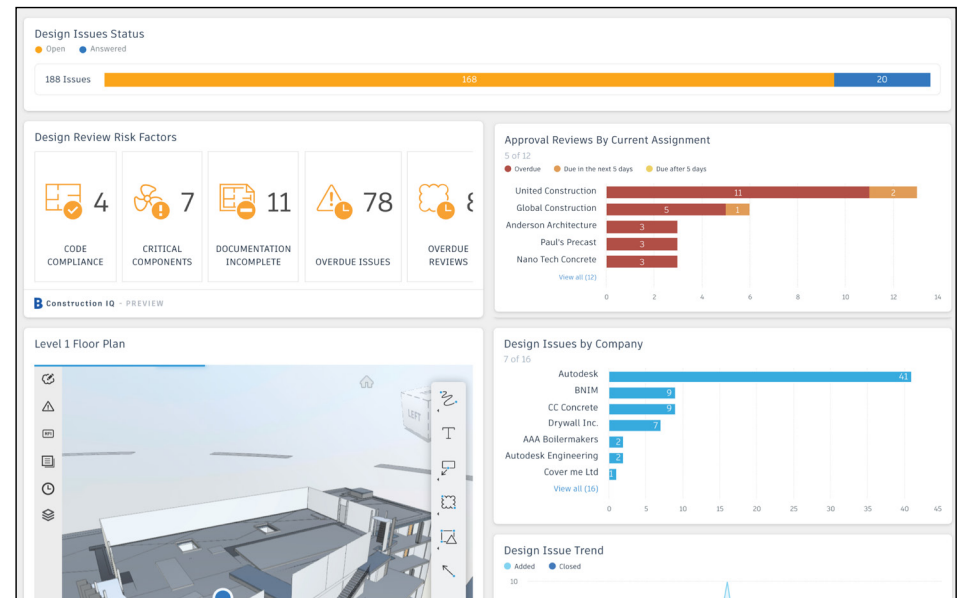 Design Issues Status
Open Answered
188 Issues 168 20
Design Review Risk Factors
4 7 11 78
CODE COMPLIANCE
CRITICAL COMPONENTS
DOCUMENTATION INCOMPLETE
OVERDUE ISSUES
OVERDUE REVIEWS
B Construction IQ - PREVIEW
Approval Reviews By Current Assignment
5 of 12
Overdue Due in the next 5 days Due after 5 days
United Construction 11 2
Global Construction 5 1
Anderson Architecture 3
Paul's Precast 3
Nano Tech Concrete 3
View all (12)
0 2 4 6 8 10 12 14
Level 1 Floor Plan
LEFT
RFI
T
Design Issues by Company
7 of 16
Autodesk 41
BNIM 9
CC Concrete 9
Drywall Inc. 7
AAA Boilermakers 2
Autodesk Engineering 2
Cover me Ltd 1
View all (16)
0 5 10 15 20 25 30 35 40 45
Design Issue Trend
Added Closed
10